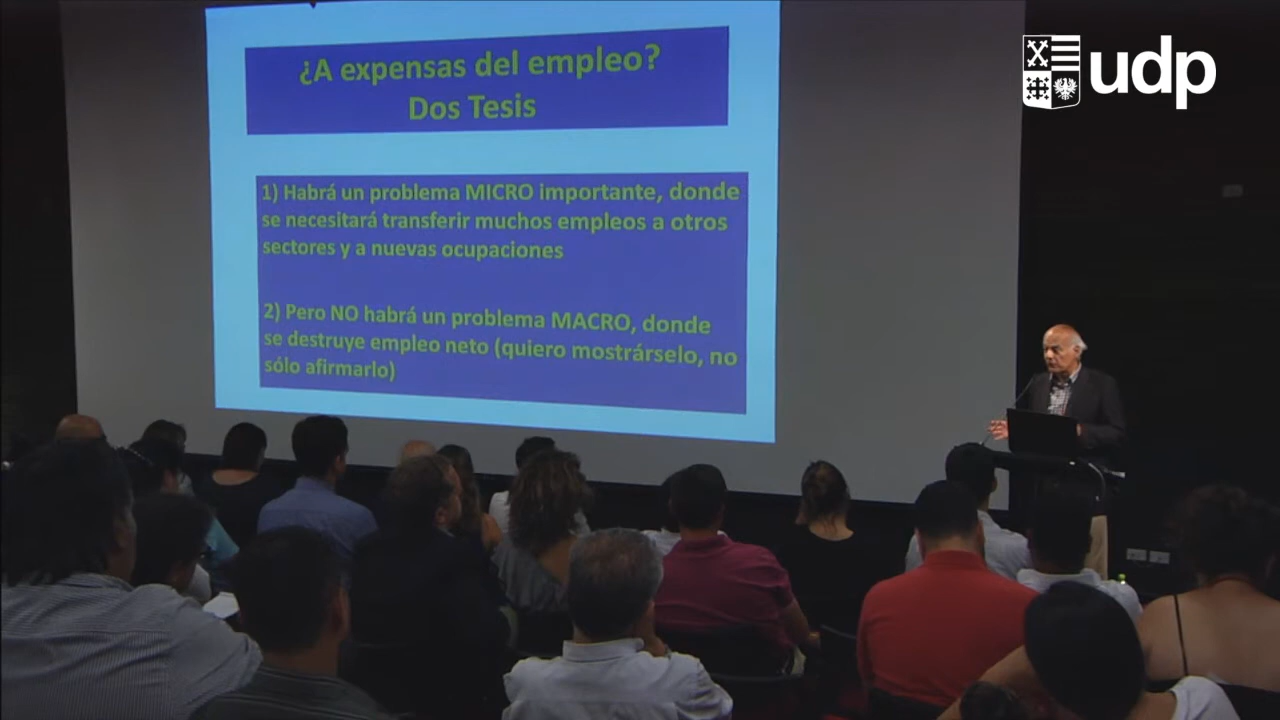 ¿A expensas del empleo?
Dos Tesis
1) Habrá un problema MICRO importante, donde
se necesitará transferir muchos empleos a otros
sectores y a nuevas ocupaciones
2) Pero NO habrá un problema MACRO, donde
se destruye empleo neto (quiero mostrárselo, no
sólo afirmarlo)
udp